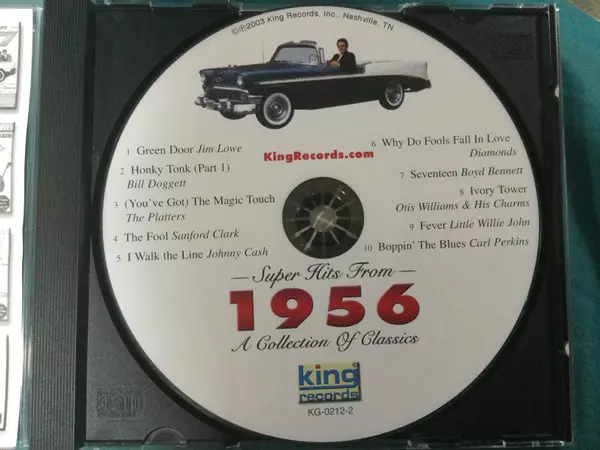 ©℗2003 King Records, Inc., Nashville, TN
KingRecords.com
1 Green Door Jim Lowe
2 Honky Tonk (Part 1)
Bill Doggett
3 (You've Got) The Magic Touch
The Platters
4 The Fool Sanford Clark
5 I Walk the Line Johnny Cash
6 Why Do Fools Fall In Love
Diamonds
7 Seventeen Boyd Bennett
8 Ivory Tower
Otis Williams & His Charms
9 Fever Little Willie John
10 Boppin' The Blues Carl Perkins
Super Hits From
1956
A Collection Of Classics
king
records
KG-0212-2